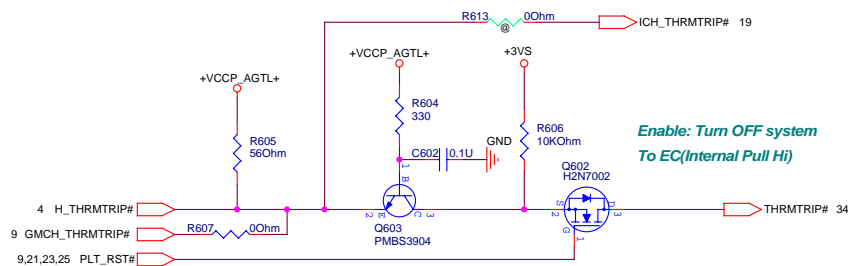 R613 0Ohm
@
ICH_THRMTRIP# 19
+VCCP_AGTL+
+VCCP_AGTL+
+3VS
R604
330
R605
56Ohm
C602 0.1U
GND
R606
10KOhm
Enable: Turn OFF system
To EC(Internal Pull Hi)
1
B
Q602
H2N7002
4 H_THRMTRIP#
2 E C 3
S 2 D 3
THRMTRIP# 34
9 GMCH_THRMTRIP#
R607 0Ohm
Q603
PMBS3904
G 1
9,21,23,25 PLT_RST#